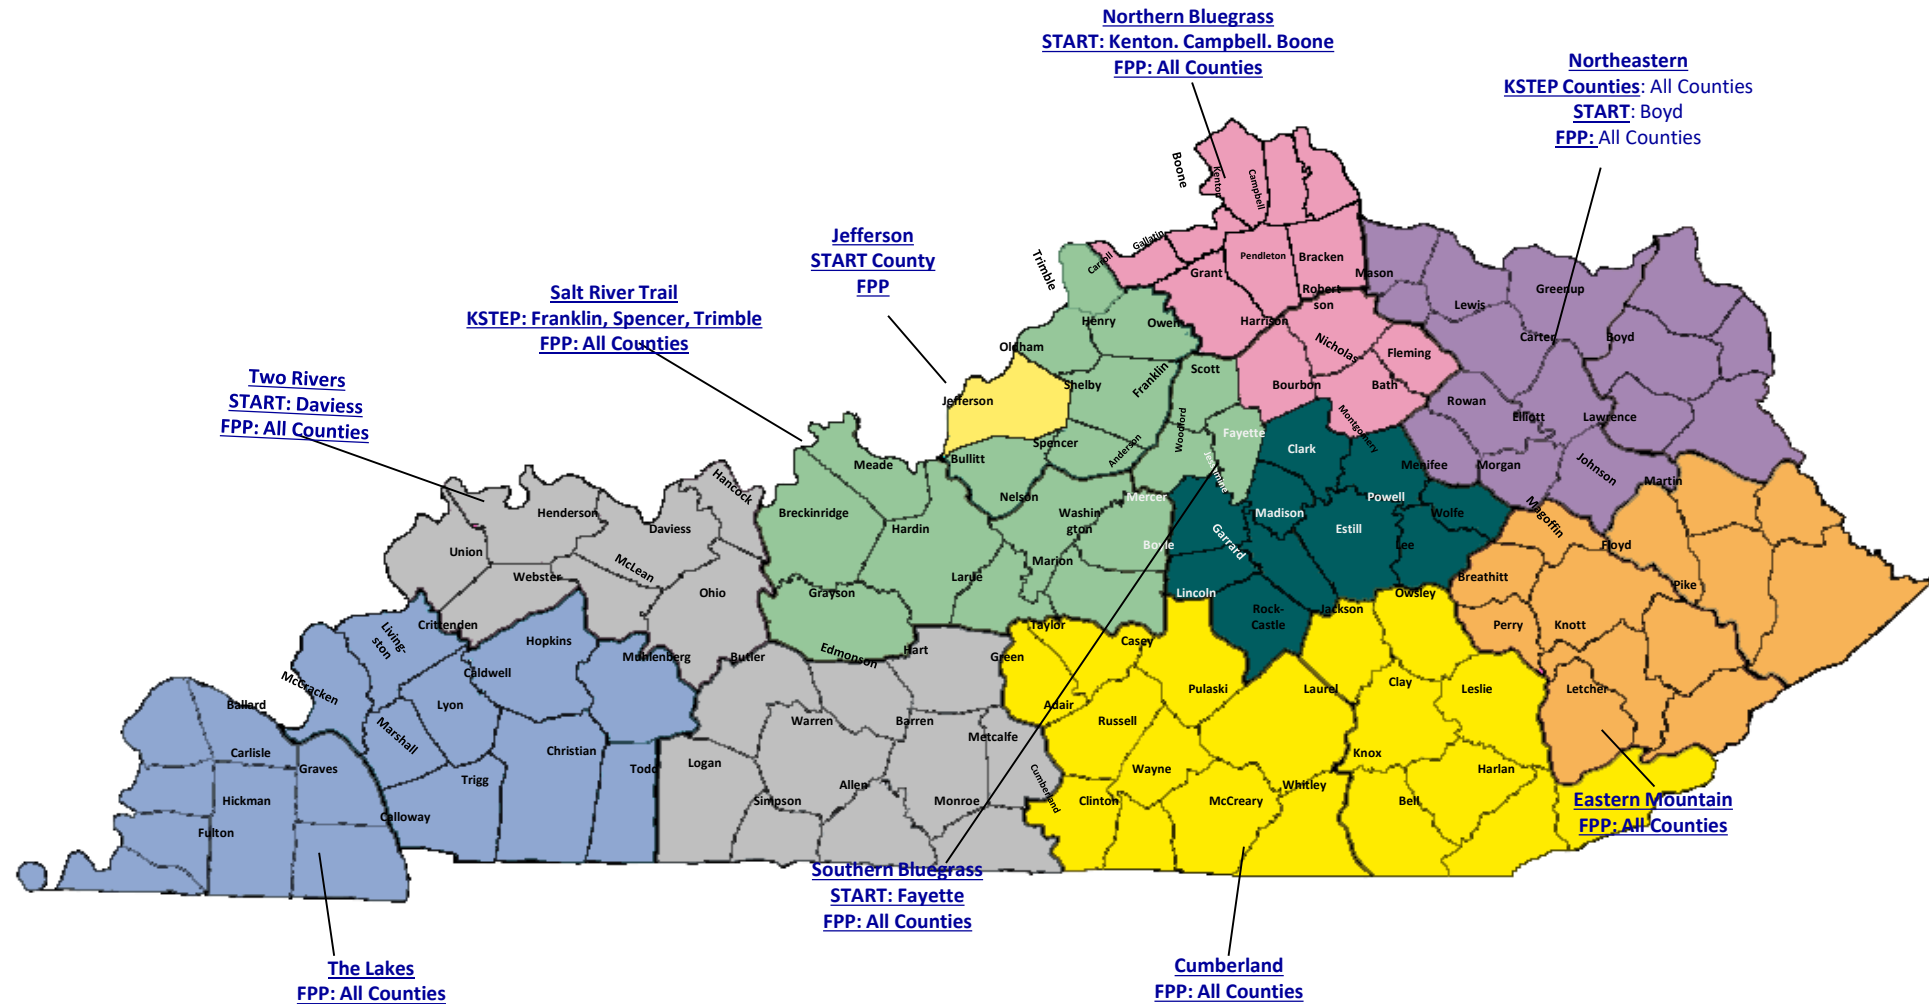 Northern Bluegrass
START: Kenton. Campbell. Boone
FPP: All Counties
Northeastern
KSTEP Counties: All Counties
START: Boyd
FPP: All Counties
Jefferson
START County
FPP
Salt River Trail
KSTEP: Franklin, Spencer, Trimble
FPP: All Counties
Two Rivers
START: Daviess
FPP: All Counties
Boone
Kenton
Campbell
Trimble
Carroll
Gallatin
Grant
Pendleton
Bracken
Mason
Robert
son
Lewis
Greenup
Henry
Owen
Harrison
Nicholas
Fleming
Carter
Boyd
Oldham
Shelby
Franklin
Scott
Bourbon
Bath
Jefferson
Rowan
Elliott
Lawrence
Montgomery
Spencer
Anderson
Woodford
Fayette
Clark
Bullitt
Meade
Jessamine
Menifee
Morgan
Johnson
Martin
Hancock
Nelson
Mercer
Powell
Magoffin
Breckinridge
Henderson
Daviess
Hardin
Washin
gton
Madison
Estill
Wolfe
Garrard
Boyle
Lee
Floyd
Union
Webster
McLean
Ohio
Larue
Marion
Grayson
Lincoln
Rock-
Castle
Jackson
Owsley
Breathitt
Pike
Crittenden
Living-
ston
Hopkins
Muhlenberg
Butler
Edmonson
Hart
Green
Taylor
Casey
Perry
Knott
McCracken
Caldwell
Lyon
Ballard
Marshall
Warren
Barren
Adair
Russell
Pulaski
Laurel
Clay
Leslie
Letcher
Carlisle
Graves
Christian
Todd
Logan
Metcalfe
Trigg
Hickman
Fulton
Calloway
Simpson
Allen
Monroe
Cumberland
Clinton
Wayne
McCreary
Whitley
Knox
Bell
Harlan
Eastern Mountain
FPP: All Counties
Southern Bluegrass
START: Fayette
FPP: All Counties
The Lakes
FPP: All Counties
Cumberland
FPP: All Counties